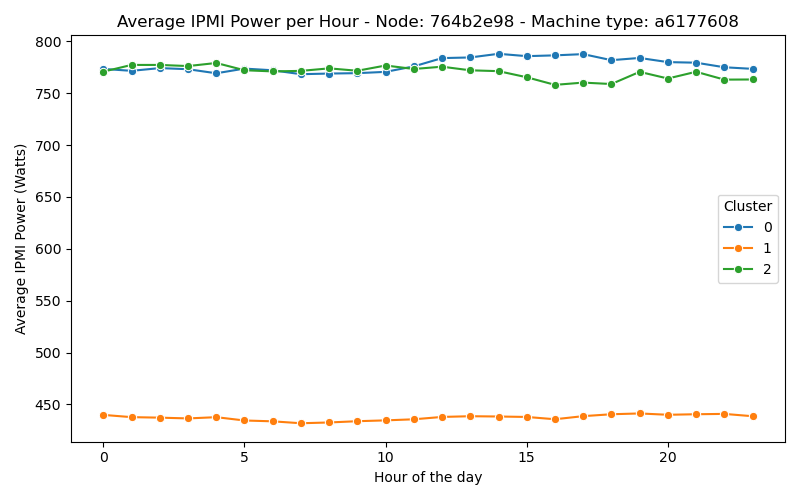 Average IPMI Power per Hour - Node: 764b2e98 - Machine type: a6177608
Average IPMI Power (Watts)
800
750
700
650
600
550
500
450
Cluster
0
1
2
0 5 10 15 20
Hour of the day